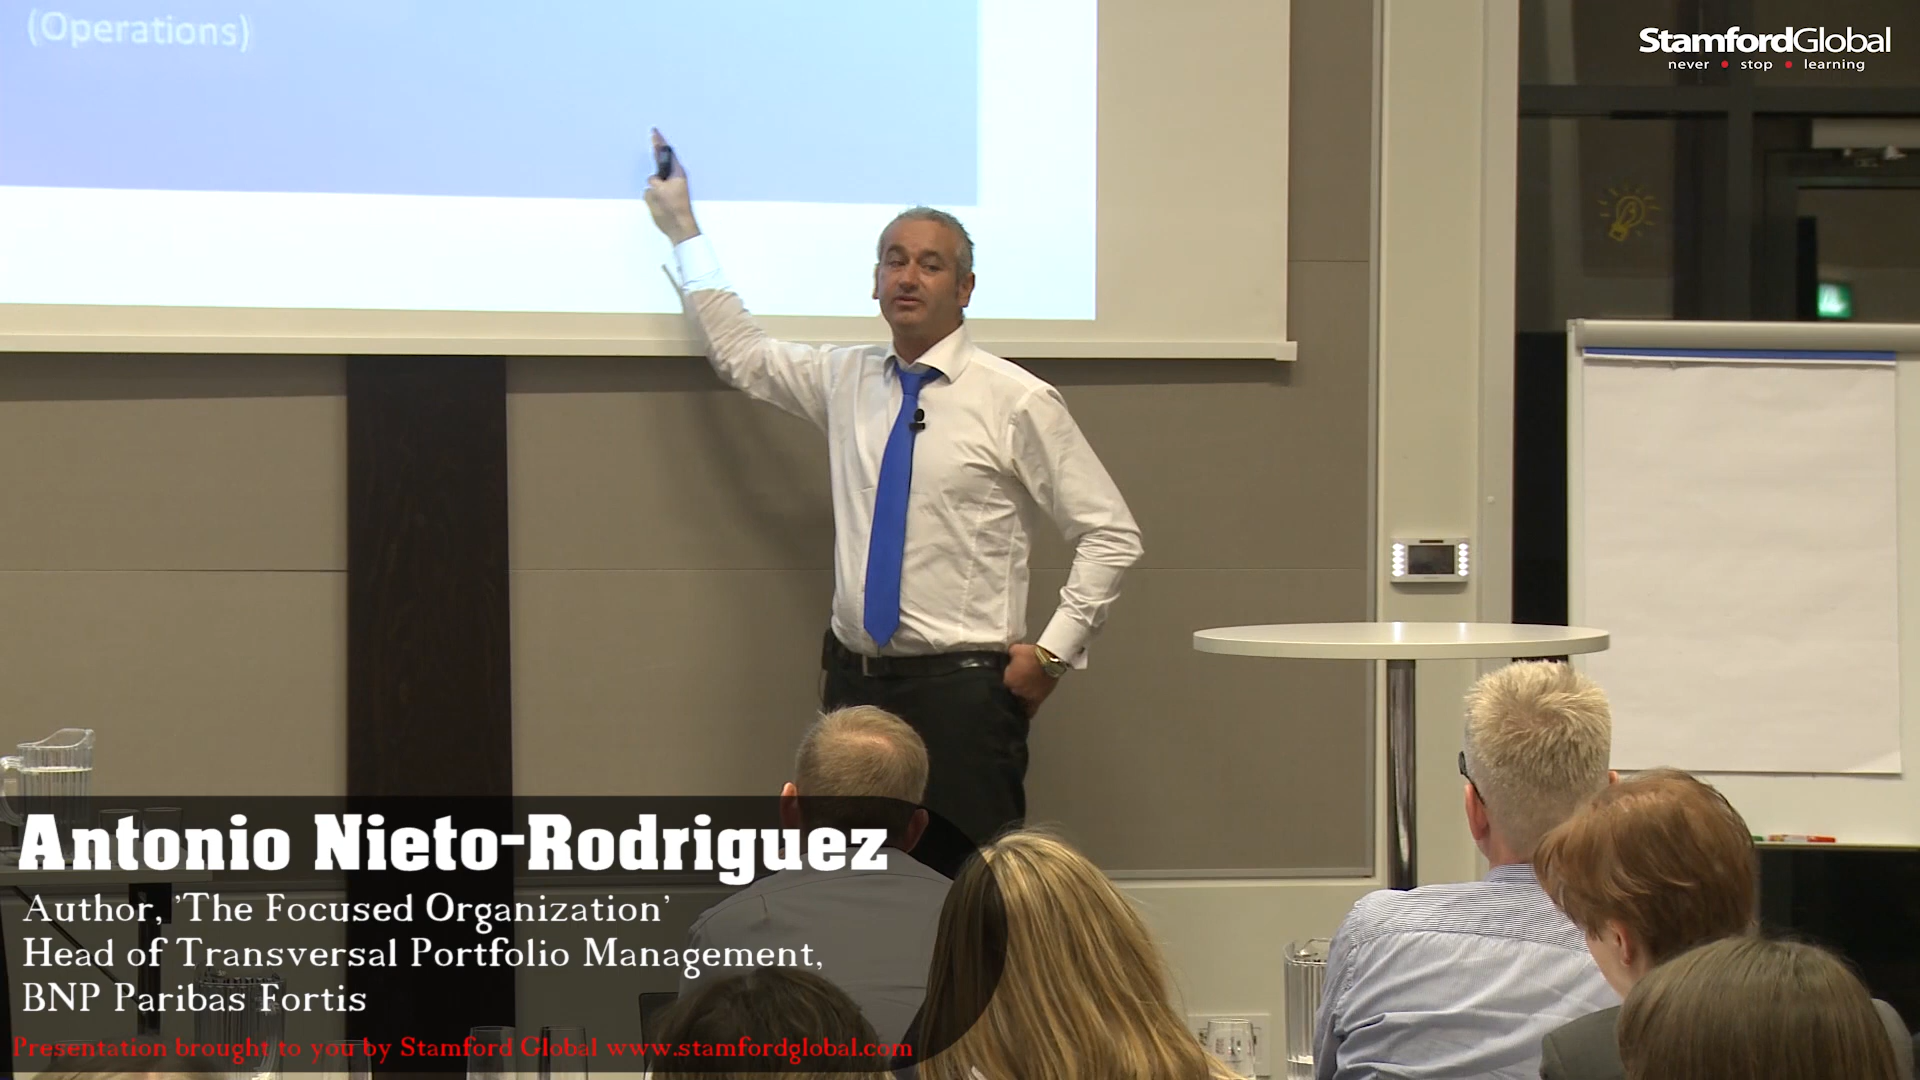 (Operations)
StamfordGlobal
never • stop • learning
Antonio Nieto-Rodriguez
Author, 'The Focused Organization'
Head of Transversal Portfolio Management,
BNP Paribas Fortis
Presentation brought to you by Stamford Global www.stamfordglobal.com